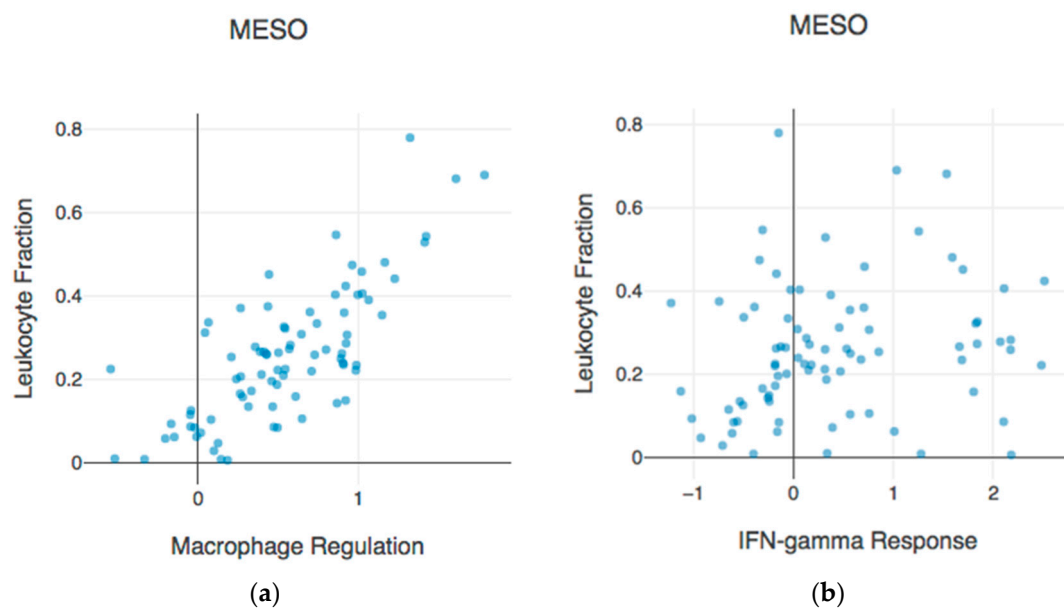 MESO
0.8
0.6
0.4
0.2
0
0
1
Leukocyte Fraction
Macrophage Regulation
(a)
MESO
0.8
0.6
0.4
0.2
0
−1
0
1
2
Leukocyte Fraction
IFN-gamma Response
(b)